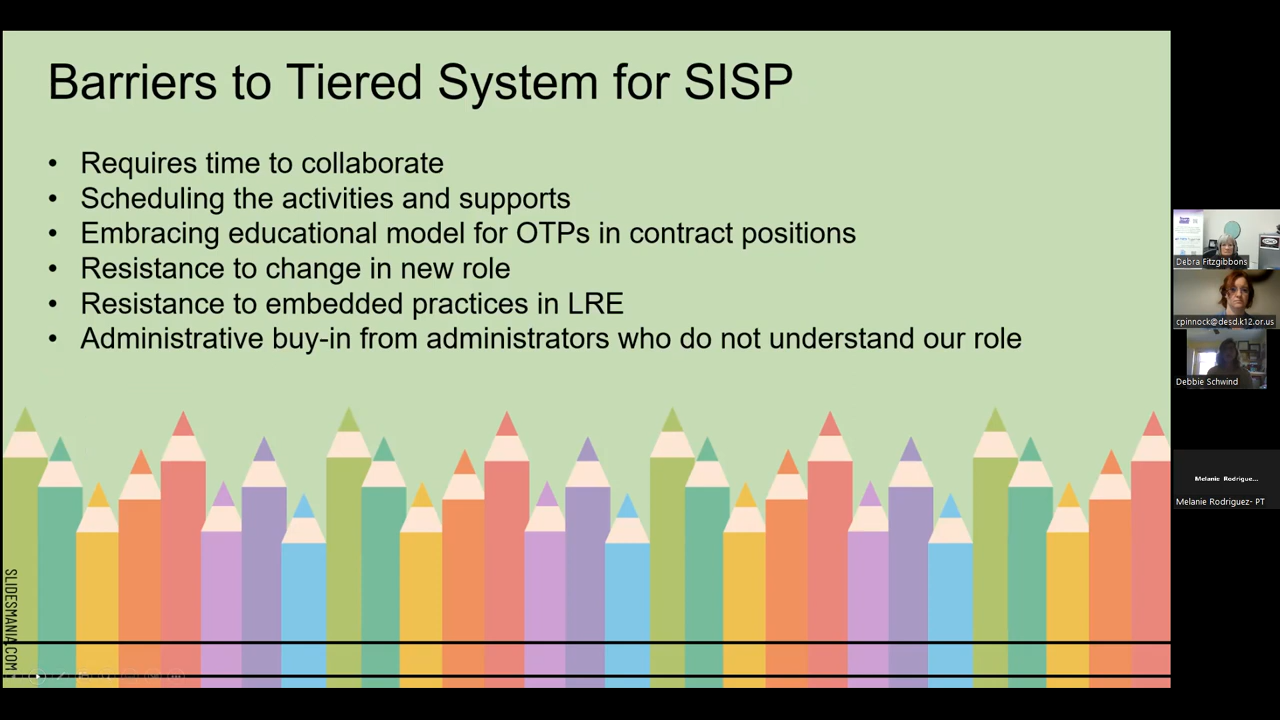 Barriers to Tiered System for SISP
• Requires time to collaborate
• Scheduling the activities and supports
• Embracing educational model for OTPs in contract positions
• Resistance to change in new role
• Resistance to embedded practices in LRE
• Administrative buy-in from administrators who do not understand our role
SLIDESMANIA.COM
Debra Fitzgibbons
cpinnock@desd.k12.or.us
Debbie Schwind
Melanie Rodrigue...
Melanie Rodriguez- PT